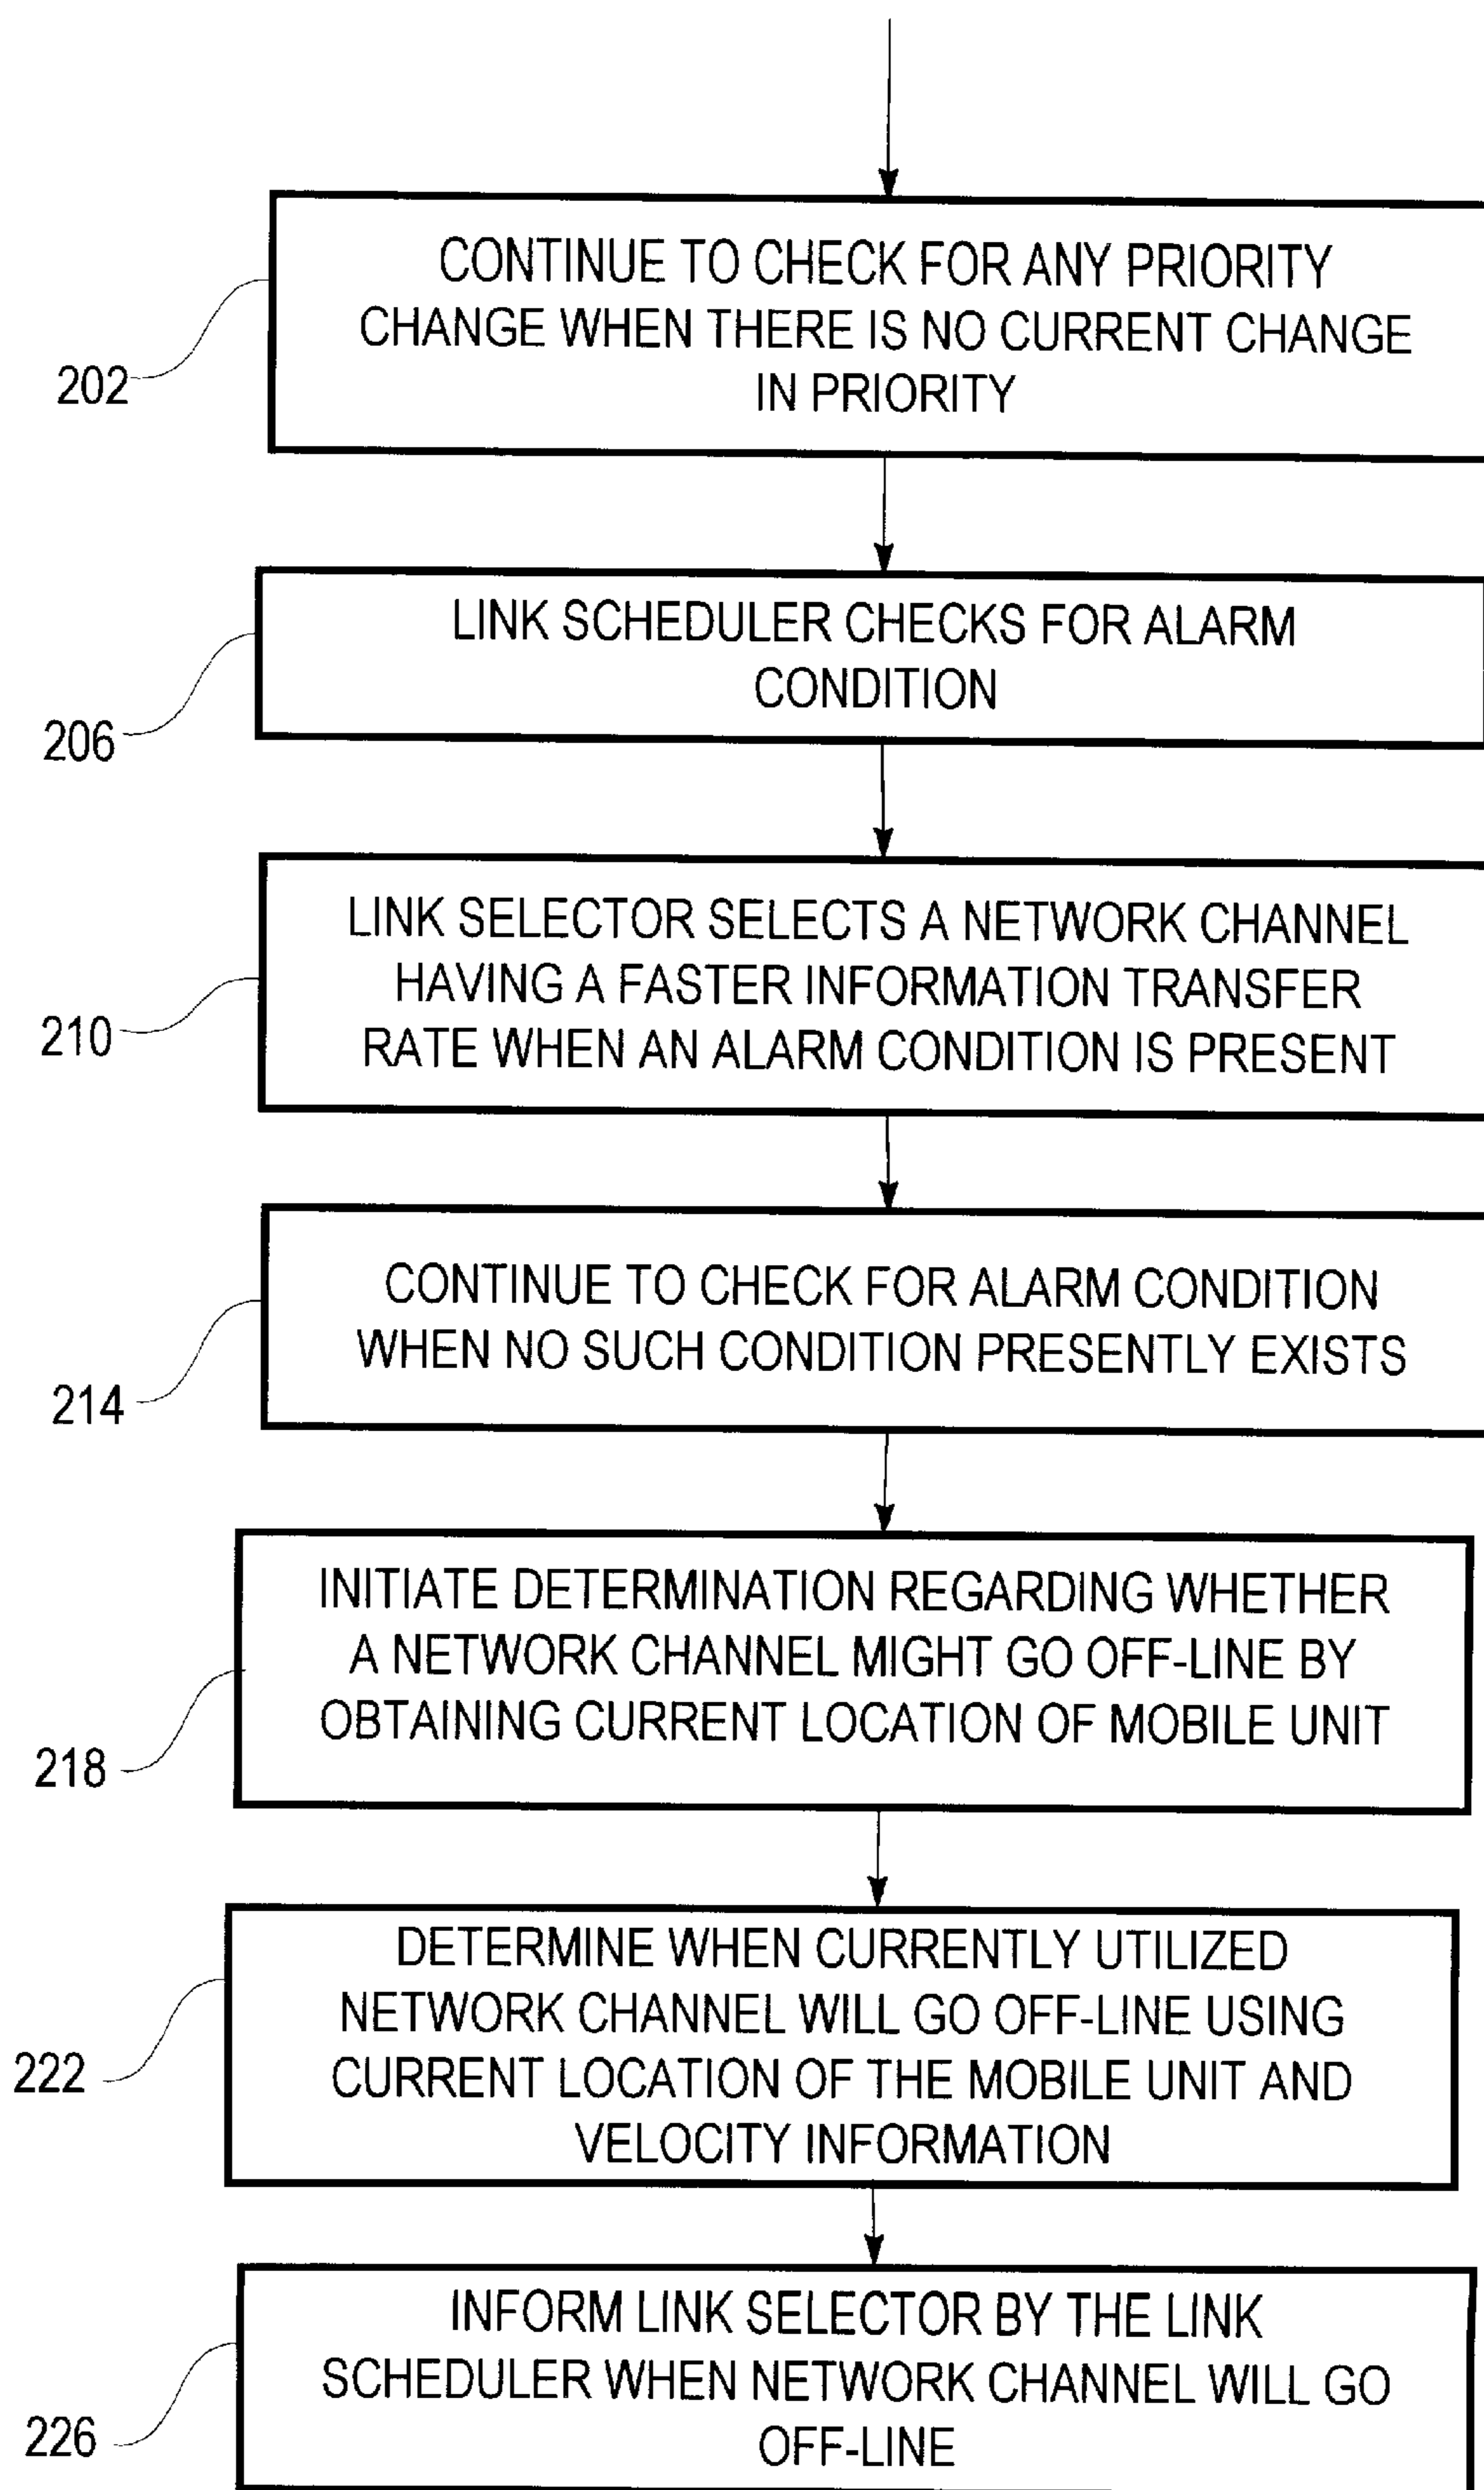 CONTINUE TO CHECK FOR ANY PRIORITY
CHANGE WHEN THERE IS NO CURRENT CHANGE
IN PRIORITY
202
LINK SCHEDULER CHECKS FOR ALARM
CONDITION
206
LINK SELECTOR SELECTS A NETWORK CHANNEL
HAVING A FASTER INFORMATION TRANSFER
RATE WHEN AN ALARM CONDITION IS PRESENT
210
CONTINUE TO CHECK FOR ALARM CONDITION
WHEN NO SUCH CONDITION PRESENTLY EXISTS
214
INITIATE DETERMINATION REGARDING WHETHER
A NETWORK CHANNEL MIGHT GO OFF-LINE BY
OBTAINING CURRENT LOCATION OF MOBILE UNIT
218
DETERMINE WHEN CURRENTLY UTILIZED
NETWORK CHANNEL WILL GO OFF-LINE USING
CURRENT LOCATION OF THE MOBILE UNIT AND
VELOCITY INFORMATION
222
INFORM LINK SELECTOR BY THE LINK
SCHEDULER WHEN NETWORK CHANNEL WILL GO
OFF-LINE
226